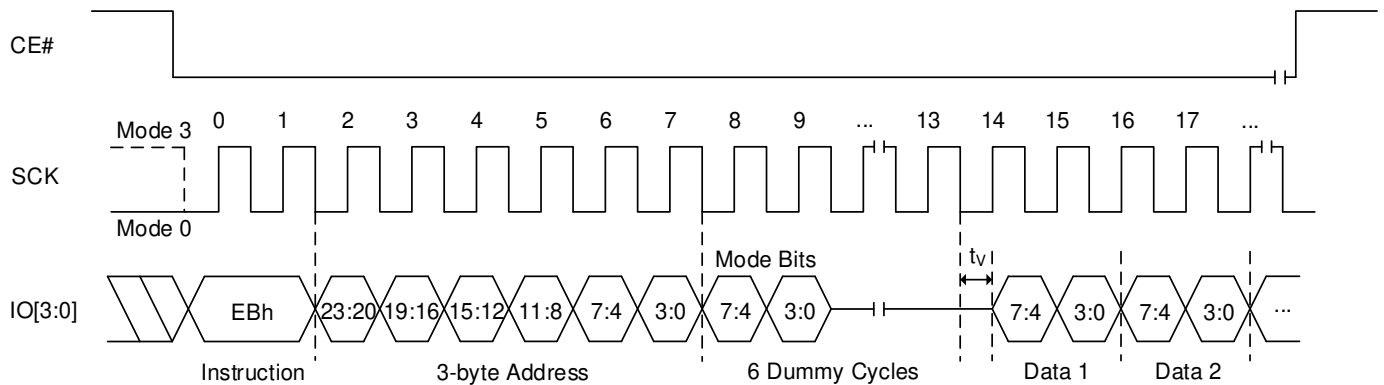 CE#
0 1 2 3 4 5 6 7 8 9 ... 13 14 15 16 17 ...
Mode 3
SCK
Mode 0
Mode Bits
tV
IO[3:0]
EBh 23:20 19:16 15:12 11:8 7:4 3:0 7:4 3:0 7:4 3:0 7:4 3:0 ...
Instruction 3-byte Address 6 Dummy Cycles Data 1 Data 2